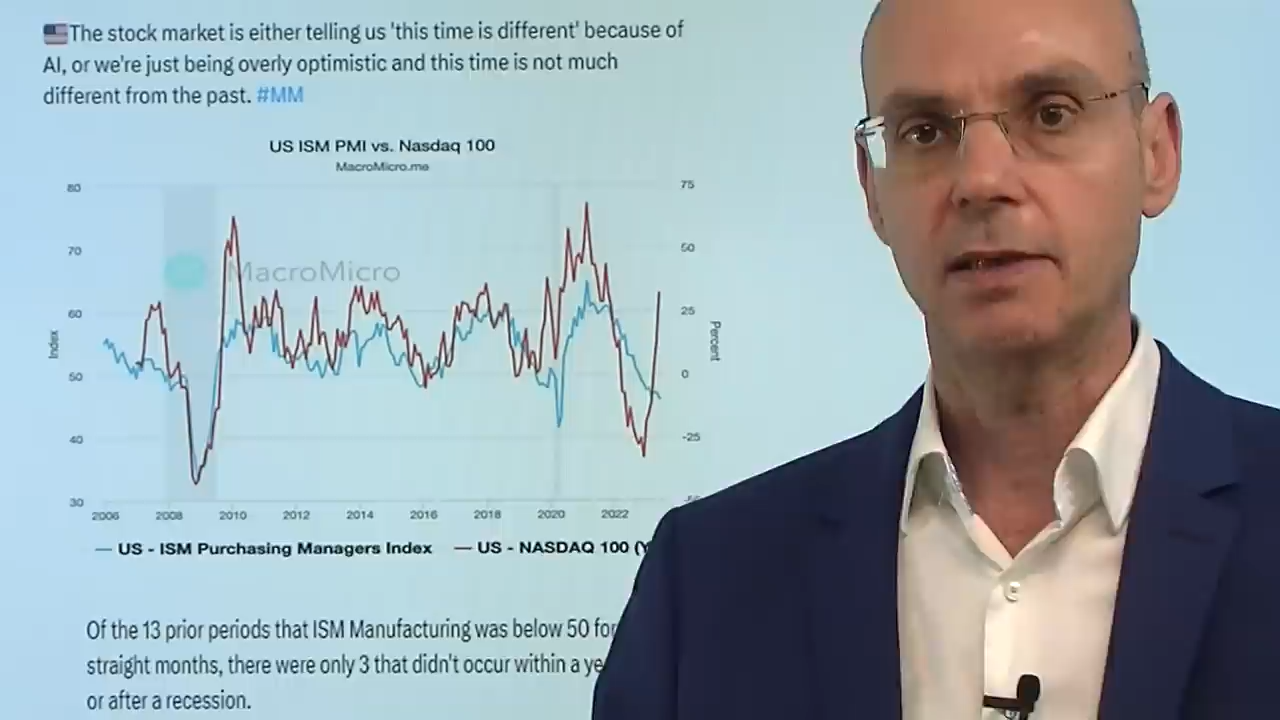 🇺🇸The stock market is either telling us 'this time is different' because of
AI, or we're just being overly optimistic and this time is not much
different from the past. #MM
US ISM PMI vs. Nasdaq 100
MacroMicro.me
80
75
70
50
MacroMicro
60
25
Index
Percent
50
0
40
-25
30
2006 2008 2010 2012 2014 2016 2018 2020 2022
— US - ISM Purchasing Managers Index — US - NASDAQ 100 (Y
Of the 13 prior periods that ISM Manufacturing was below 50 for
straight months, there were only 3 that didn't occur within a ye
or after a recession.